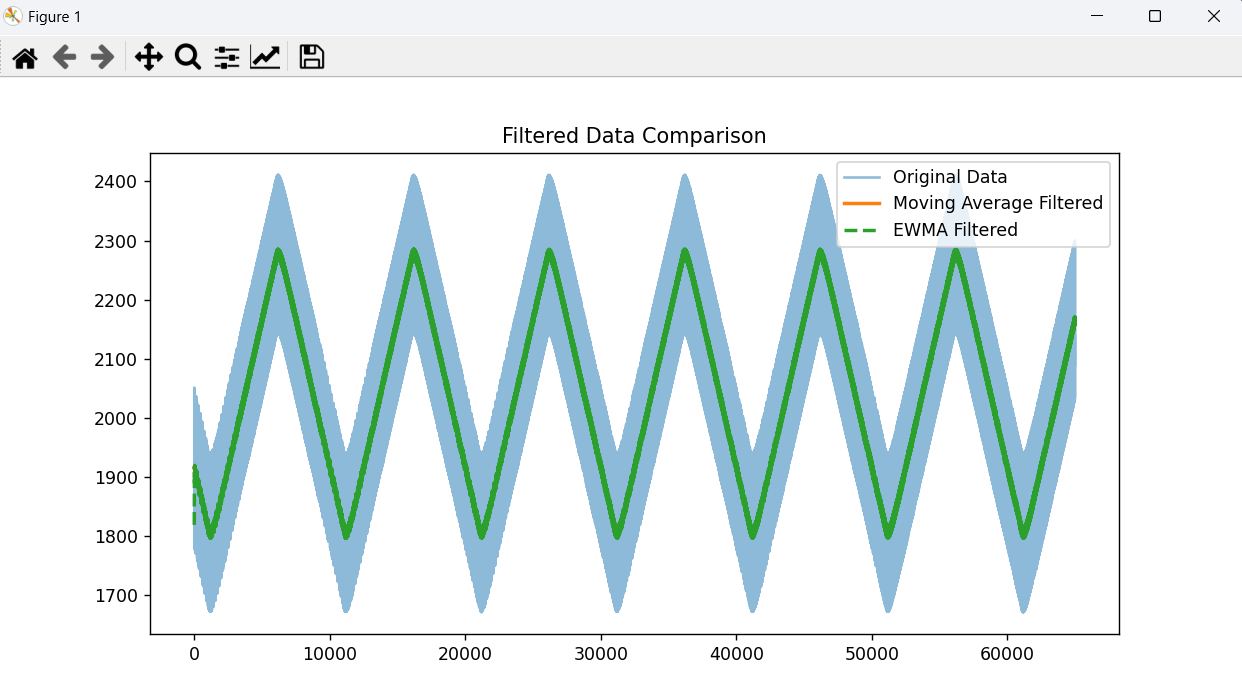 Figure 1
Filtered Data Comparison
Original Data
Moving Average Filtered
EWMA Filtered
2400
2300
2200
2100
2000
1900
1800
1700
0 10000 20000 30000 40000 50000 60000